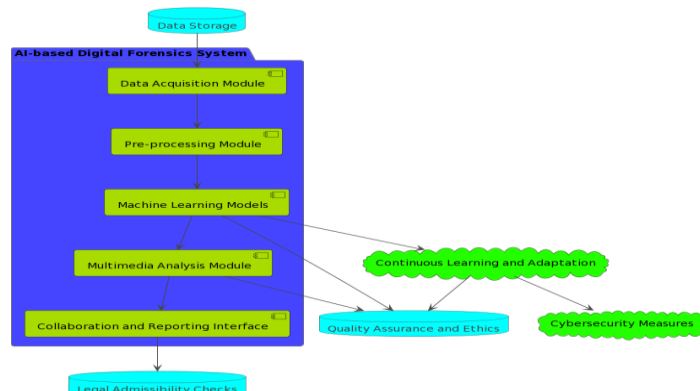 Data Storage
AI-based Digital Forensics System
Data Acquisition Module
Pre-processing Module
Machine Learning Models
Multimedia Analysis Module
Continuous Learning and Adaptation
Collaboration and Reporting Interface
Quality Assurance and Ethics
Cybersecurity Measures
Legal Admissibility Checks